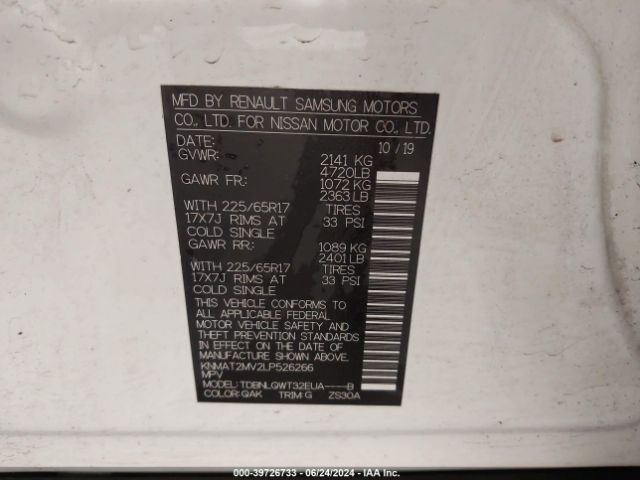 MFD BY RENAULT SAMSUNG MOTORS
CO., LTD. FOR NISSAN MOTOR CO., LTD.
DATE: 10/19
GVWR: 2141 KG
4720LB
GAWR FR: 1072 KG
2363 LB
WITH 225/65R17 TIRES
17X7J RIMS AT 33 PSI
COLD SINGLE
GAWR RR: 1089 KG
2401 LB
WITH 225/65R17 TIRES
17X7J RIMS AT 33 PSI
COLD SINGLE
THIS VEHICLE CONFORMS TO
ALL APPLICABLE FEDERAL
MOTOR VEHICLE SAFETY AND
THEFT PREVENTION STANDARDS
IN EFFECT ON THE DATE OF
MANUFACTURE SHOWN ABOVE.
KNMAT2MV2LP526266
MPV
MODEL: TDBNLQWT32EUA----B
COLOR: QAK TRIM: G ZS30A
000-39726733 - 06/24/2024 - IAA Inc.